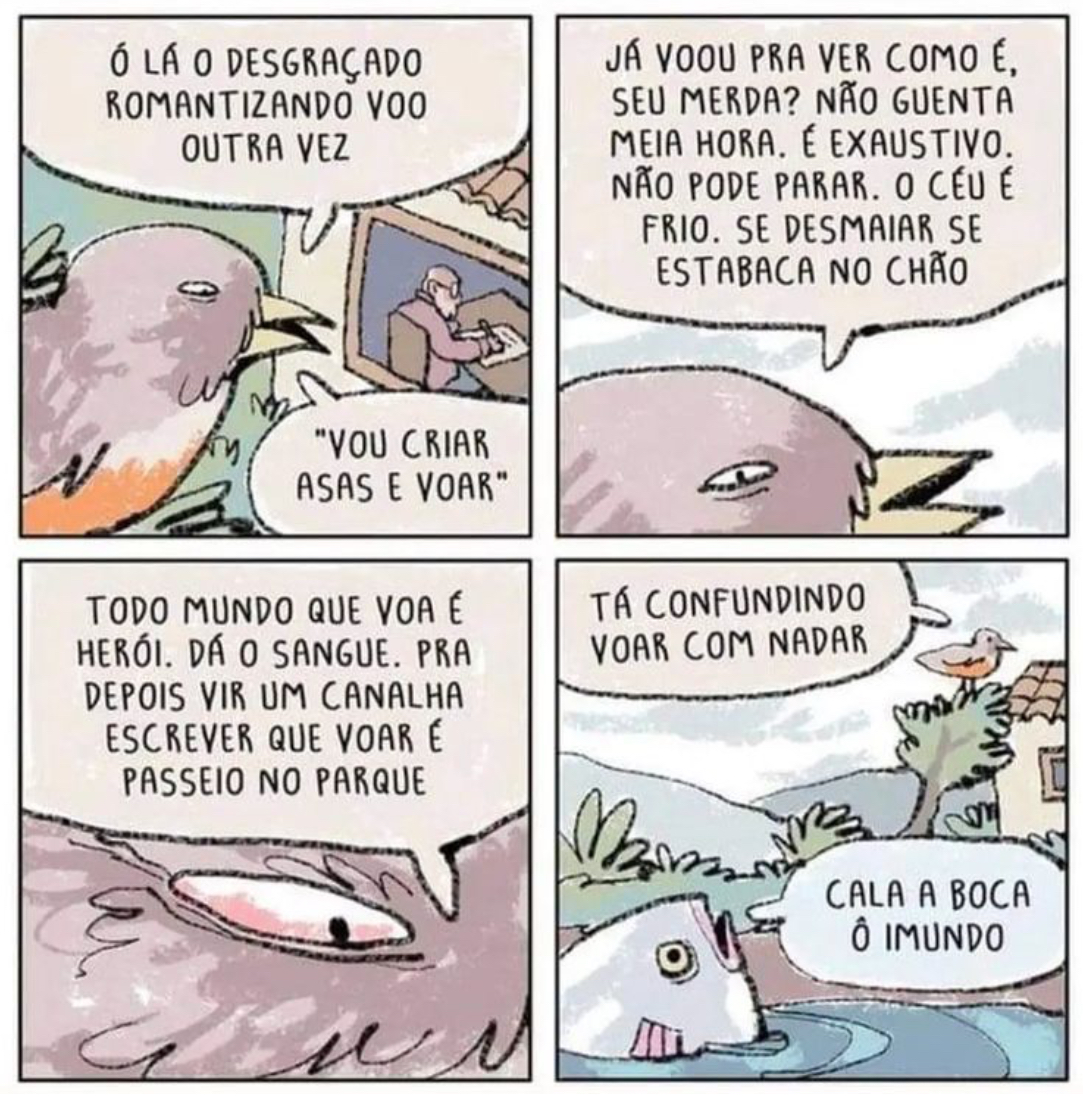 Ó LÁ O DESGRAÇADO
ROMANTIZANDO VOO
OUTRA VEZ
"VOU CRIAR
ASAS E VOAR"
JÁ VOOU PRA VER COMO É,
SEU MERDA? NÃO GUENTA
MEIA HORA. É EXAUSTIVO.
NÃO PODE PARAR. O CÉU É
FRIO. SE DESMAIAR SE
ESTABACA NO CHÃO
TODO MUNDO QUE VOA É
HERÓI. DÁ O SANGUE. PRA
DEPOIS VIR UM CANALHA
ESCREVER QUE VOAR É
PASSEIO NO PARQUE
TÁ CONFUNDINDO
VOAR COM NADAR
CALA A BOCA
Ô IMUNDO